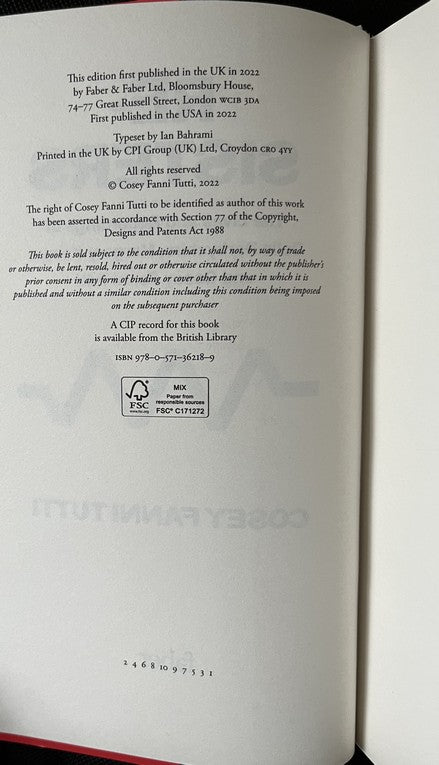 This edition first published in the UK in 2022
by Faber & Faber Ltd, Bloomsbury House,
74–77 Great Russell Street, London WC1B 3DA
First published in the USA in 2022
Typeset by Ian Bahrami
Printed in the UK by CPI Group (UK) Ltd, Croydon CR0 4YY
All rights reserved
© Cosey Fanni Tutti, 2022
The right of Cosey Fanni Tutti to be identified as author of this work
has been asserted in accordance with Section 77 of the Copyright,
Designs and Patents Act 1988
This book is sold subject to the condition that it shall not, by way of trade
or otherwise, be lent, resold, hired out or otherwise circulated without the publisher's
prior consent in any form of binding or cover other than that in which it is
published and without a similar condition including this condition being imposed
on the subsequent purchaser
A CIP record for this book
is available from the British Library
ISBN 978–0–571–36218–9
FSC
www.fsc.org
MIX
Paper from
responsible sources
FSC® C171272
COSEY FANNI TUTTI
2 4 6 8 10 9 7 5 3 1